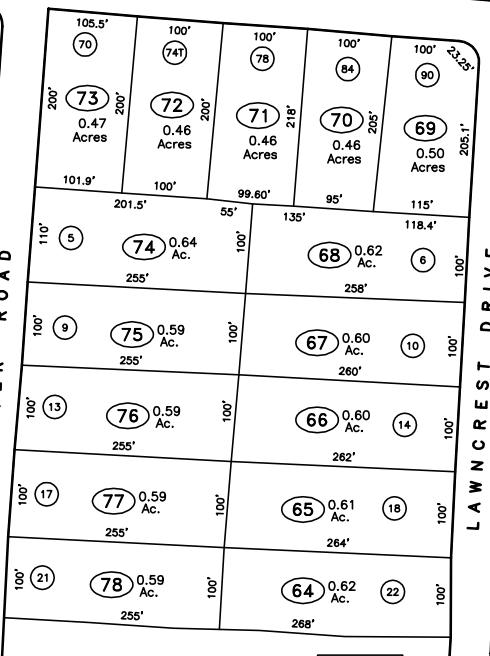 105.5' 100' 100' 100' 100' 23.25'
70 74T 78 84 90
200' 73 200' 72 200' 71 218' 70 205' 69 205.1'
0.47 Acres
0.46 Acres
0.46 Acres
0.46 Acres
0.50 Acres
101.9' 100' 99.60' 95' 115'
201.5' 55' 135' 118.4'
110' 5 74 0.64 Ac. 100' 68 0.62 Ac. 6 100'
255' 258'
100' 9 75 0.59 Ac. 100' 67 0.60 Ac. 10 100'
255' 260'
100' 13 76 0.59 Ac. 100' 66 0.60 Ac. 14 100'
255' 262'
100' 17 77 0.59 Ac. 100' 65 0.61 Ac. 18 100'
255' 264'
100' 21 78 0.59 Ac. 100' 64 0.62 Ac. 22 100'
255' 268'
ROAD
LAWNCREST DRIVE